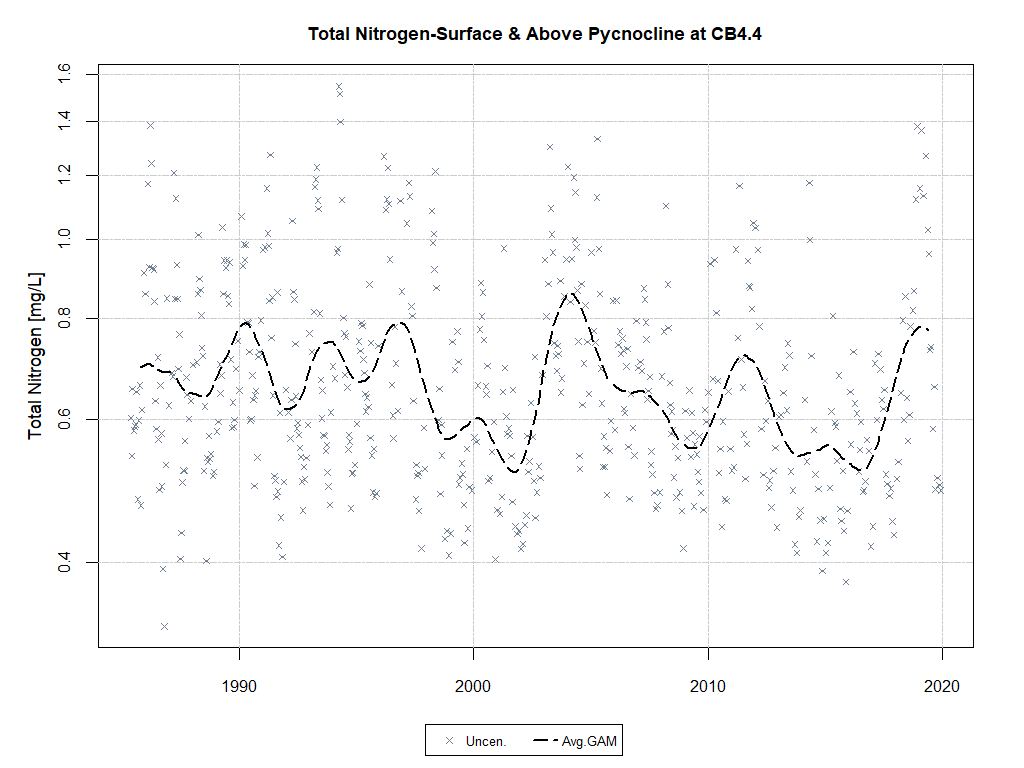 Total Nitrogen-Surface & Above Pycnocline at CB4.4
Total Nitrogen [mg/L]
1.6
1.4
1.2
1.0
0.8
0.6
0.4
1990 2000 2010 2020
Uncen. Avg.GAM